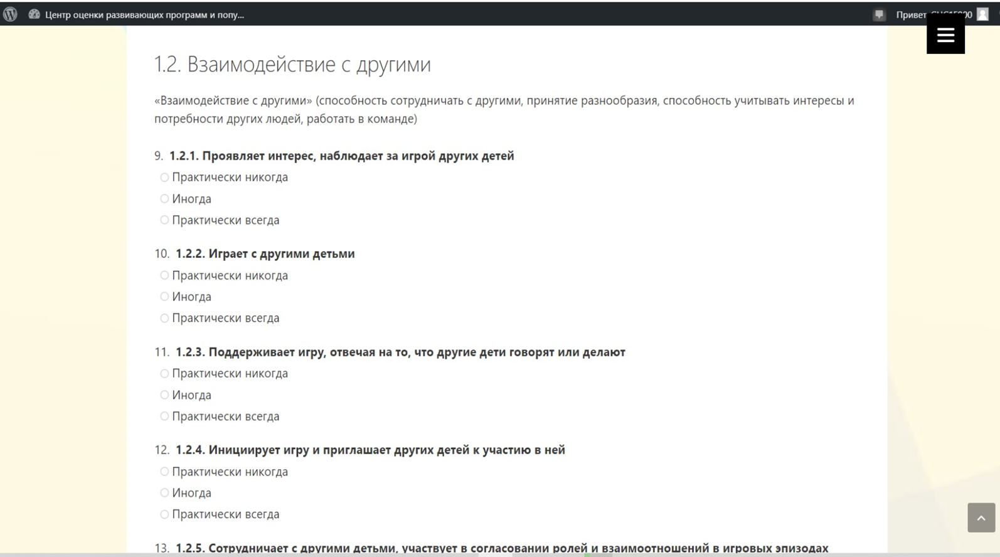 Центр оценки развивающих программ и попу...
Привет
1.2. Взаимодействие с другими
«Взаимодействие с другими» (способность сотрудничать с другими, принятие разнообразия, способность учитывать интересы и
потребности других людей, работать в команде)
9. 1.2.1. Проявляет интерес, наблюдает за игрой других детей
Практически никогда
Иногда
Практически всегда
10. 1.2.2. Играет с другими детьми
Практически никогда
Иногда
Практически всегда
11. 1.2.3. Поддерживает игру, отвечая на то, что другие дети говорят или делают
Практически никогда
Иногда
Практически всегда
12. 1.2.4. Инициирует игру и приглашает других детей к участию в ней
Практически никогда
Иногда
Практически всегда
13. 1.2.5. Сотрудничает с другими детьми, участвует в согласовании ролей и взаимоотношений в игровых эпизодах